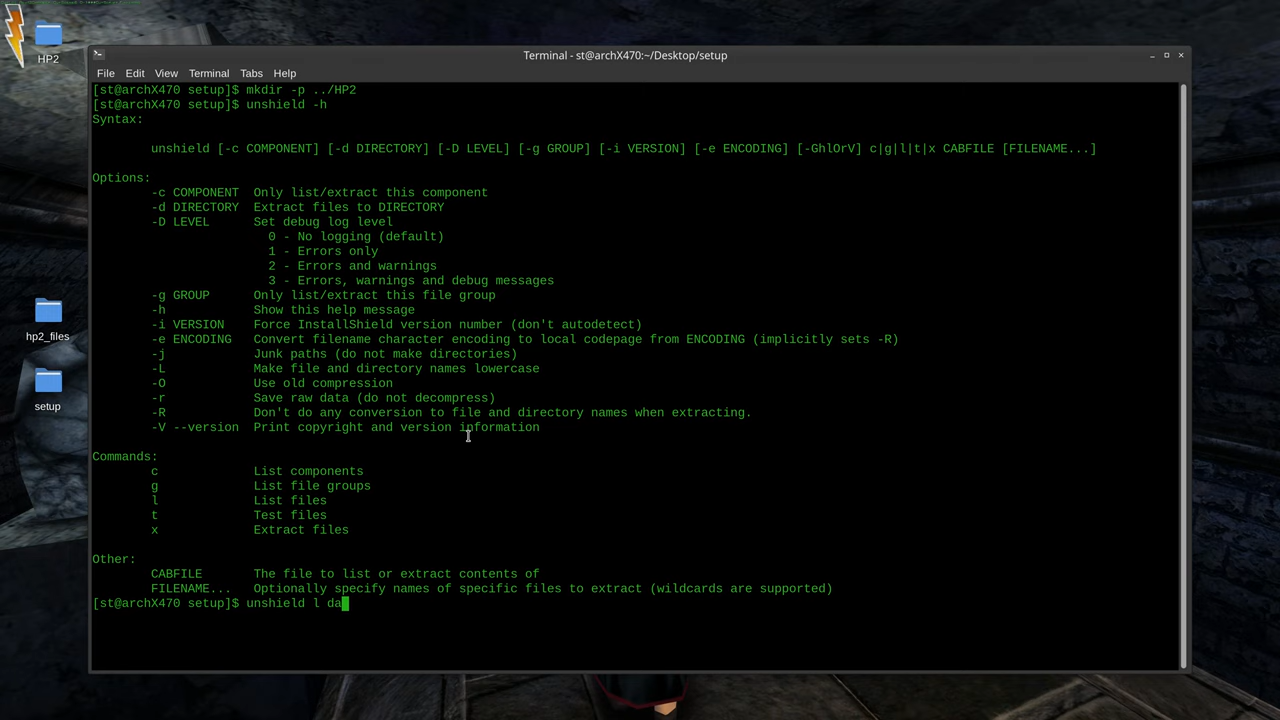 HP2
hp2_files
setup
Terminal - st@archX470:~/Desktop/setup
File Edit View Terminal Tabs Help
[st@archX470 setup]$ mkdir -p ../HP2
[st@archX470 setup]$ unshield -h
Syntax:
unshield [-c COMPONENT] [-d DIRECTORY] [-D LEVEL] [-g GROUP] [-i VERSION] [-e ENCODING] [-GhlOrV] c|g|l|t|x CABFILE [FILENAME...]
Options:
-c COMPONENT Only list/extract this component
-d DIRECTORY Extract files to DIRECTORY
-D LEVEL Set debug log level
0 - No logging (default)
1 - Errors only
2 - Errors and warnings
3 - Errors, warnings and debug messages
-g GROUP Only list/extract this file group
-h Show this help message
-i VERSION Force InstallShield version number (don't autodetect)
-e ENCODING Convert filename character encoding to local codepage from ENCODING (implicitly sets -R)
-j Junk paths (do not make directories)
-L Make file and directory names lowercase
-O Use old compression
-r Save raw data (do not decompress)
-R Don't do any conversion to file and directory names when extracting.
-V --version Print copyright and version information
Commands:
c List components
g List file groups
l List files
t Test files
x Extract files
Other:
CABFILE The file to list or extract contents of
FILENAME... Optionally specify names of specific files to extract (wildcards are supported)
[st@archX470 setup]$ unshield l da